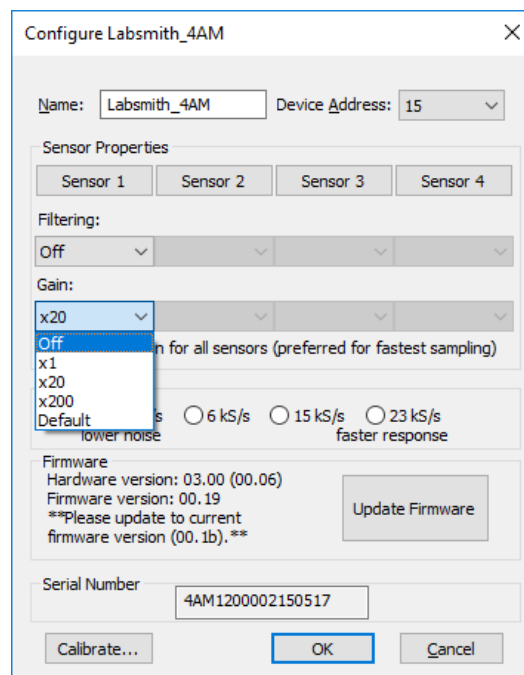 Configure Labsmith_4AM
Name: Labsmith_4AM Device Address: 15
Sensor Properties
Sensor 1 Sensor 2 Sensor 3 Sensor 4
Filtering:
Off
Gain:
x20
Off
n for all sensors (preferred for fastest sampling)
x1
x20
x200
Default
/s 6 kS/s 15 kS/s 23 kS/s
lower noise faster response
Firmware
Hardware version: 03.00 (00.06)
Firmware version: 00.19
**Please update to current
firmware version (00.1b).**
Update Firmware
Serial Number
4AM1200002150517
Calibrate... OK Cancel